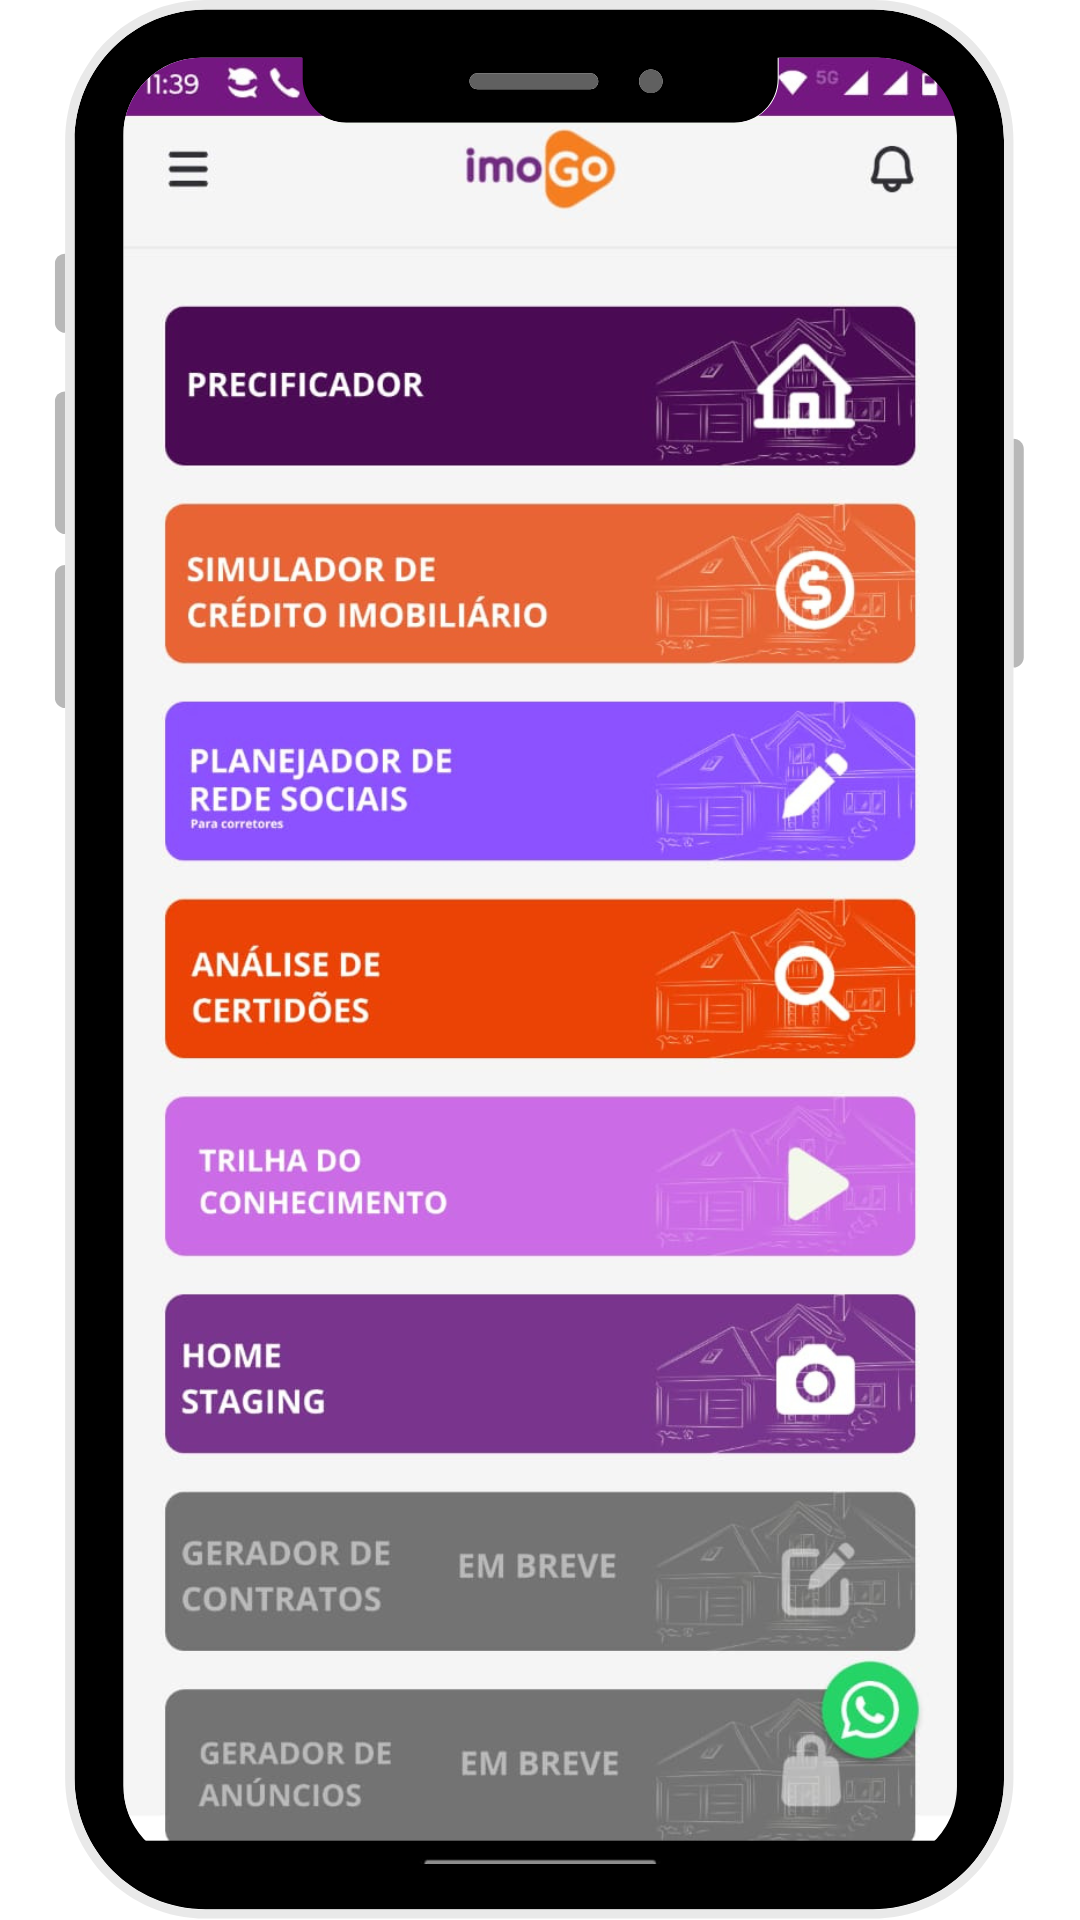 11:39
5G
imoGo
PRECIFICADOR
SIMULADOR DE
CRÉDITO IMOBILIÁRIO
PLANEJADOR DE
REDE SOCIAIS
Para corretores
ANÁLISE DE
CERTIDÕES
TRILHA DO
CONHECIMENTO
HOME
STAGING
GERADOR DE
CONTRATOS
EM BREVE
GERADOR DE
ANÚNCIOS
EM BREVE